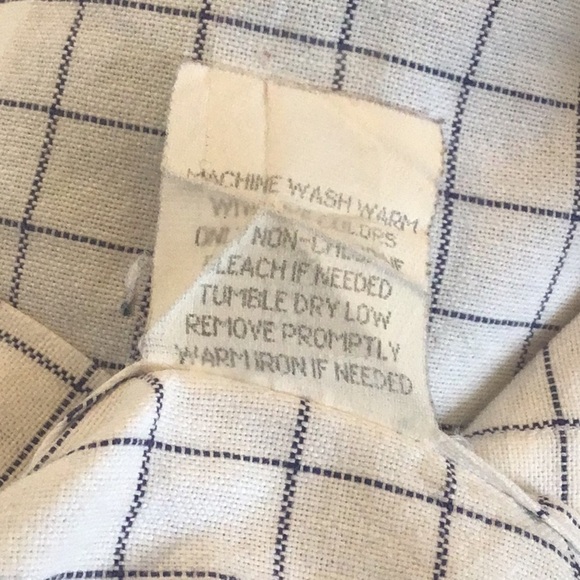 MACHINE WASH WARM
WITH LIKE COLORS
ONLY NON-CHLORINE
BLEACH IF NEEDED
TUMBLE DRY LOW
REMOVE PROMPTLY
WARM IRON IF NEEDED